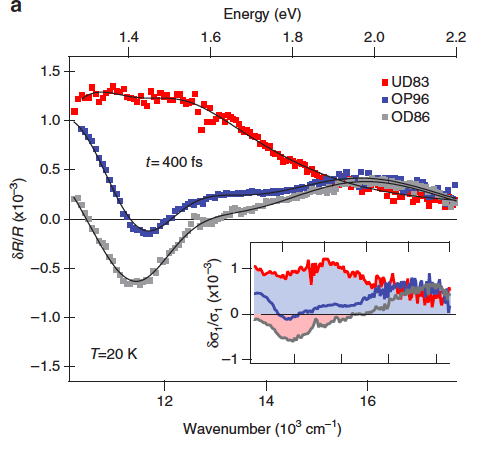 a
Energy (eV)
1.4 1.6 1.8 2.0 2.2
1.5
1.0
0.5
0.0
−0.5
−1.0
−1.5
δR/R (x10⁻³)
UD83
OP96
OD86
t= 400 fs
T=20 K
δσ₁/σ₁ (x10⁻³)
1
0
−1
12 14 16
Wavenumber (10³ cm⁻¹)